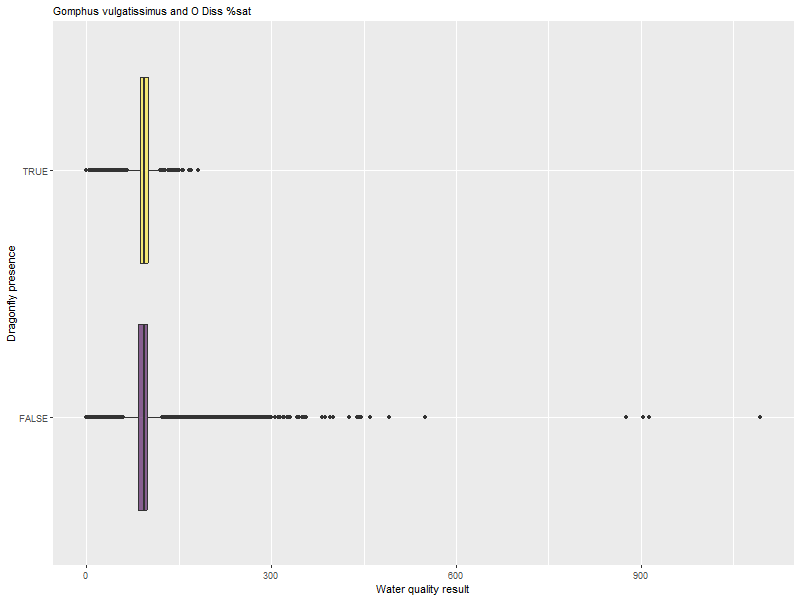 Gomphus vulgatissimus and O Diss %sat
Dragonfly presence
TRUE
FALSE
0
300
600
900
Water quality result